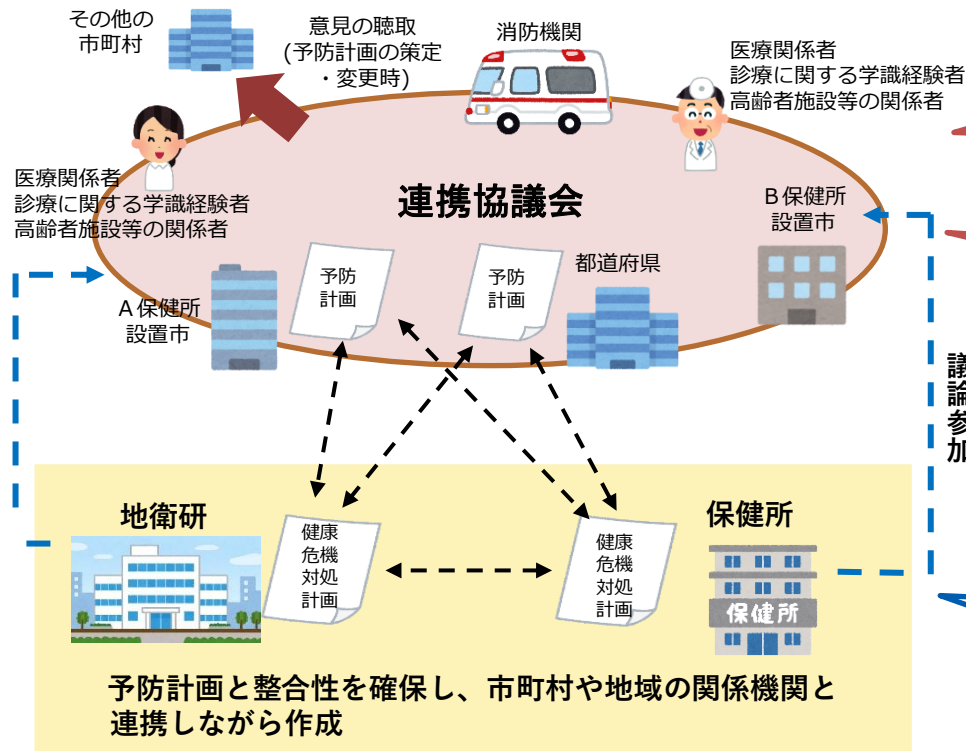 その他の
市町村
意見の聴取
(予防計画の策定
・変更時)
消防機関
医療関係者
診療に関する学識経験者
高齢者施設等の関係者
医療関係者
診療に関する学識経験者
高齢者施設等の関係者
連携協議会
B保健所
設置市
予防
計画
予防
計画
都道府県
A保健所
設置市
議論参加
地衛研
健康
危機
対処
計画
健康
危機
対処
計画
保健所
保健所
予防計画と整合性を確保し、市町村や地域の関係機関と
連携しながら作成